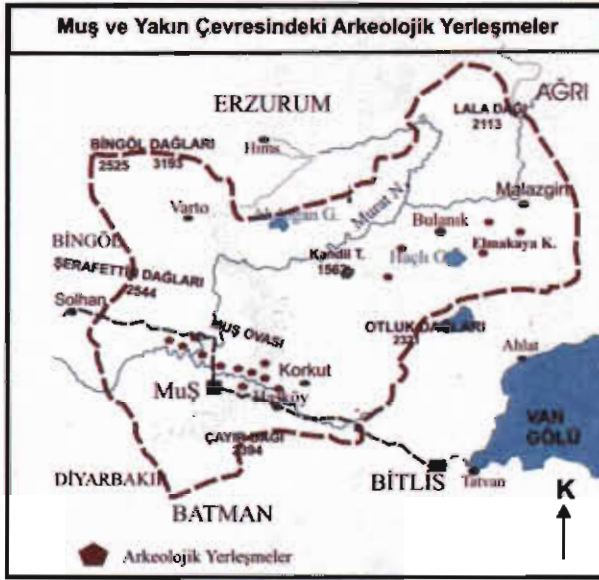 Muş ve Yakın Çevresindeki Arkeolojik Yerleşmeler
AĞRI
ERZURUM
LALA DAĞI
2113
BİNGÖL DAĞLARI
2525 3193
Hınıs
Varto
Malazgirt
Murat N.
Bulanık
BİNGÖL
Elmakaya K.
Kandil T.
1562
Haçlı G.
ŞERAFETTİN DAĞLARI
2544
Solhan
MUŞ OVASI
OTLUK DAĞLARI
Ahlat
Korkut
MuŞ
Hasköy
VAN
GÖLÜ
ÇAYIR DAĞI
2394
DİYARBAKIR
BİTLİS
Tatvan
BATMAN
K
Arkeolojik Yerleşmeler